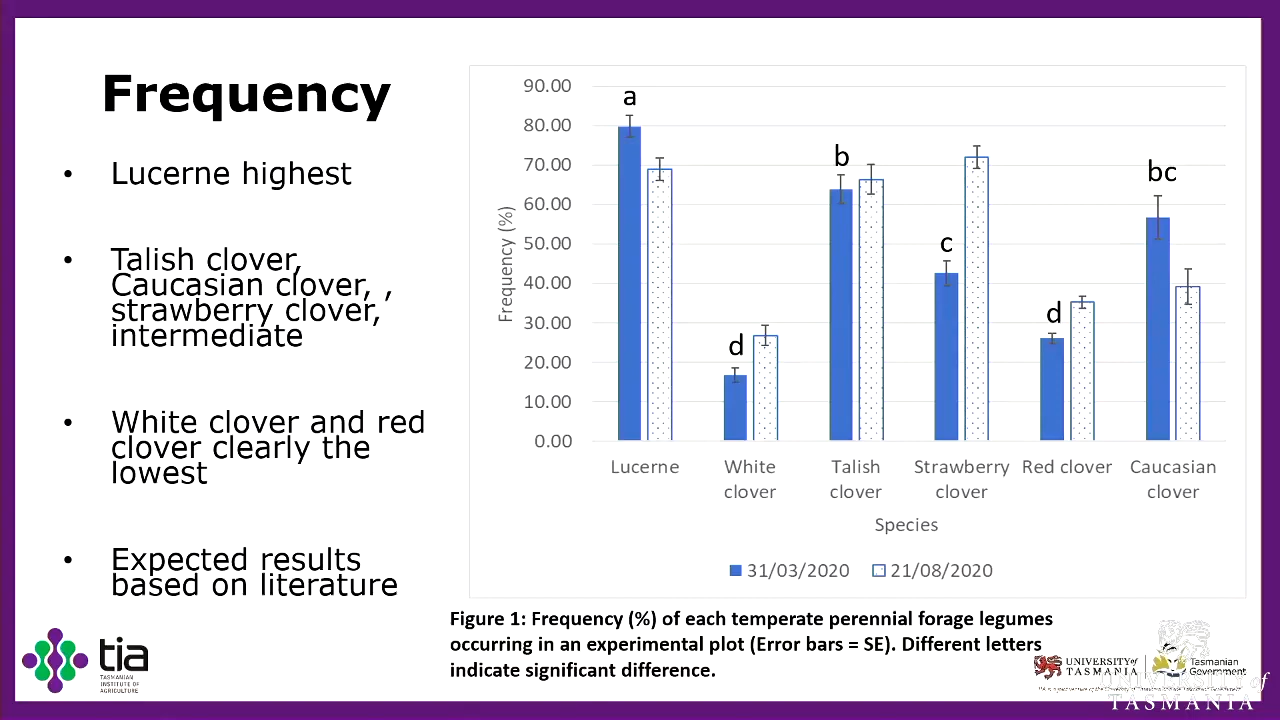 Frequency
• Lucerne highest
• Talish clover,
Caucasian clover, ,
strawberry clover,
intermediate
• White clover and red
clover clearly the
lowest
• Expected results
based on literature
90.00
80.00
70.00
60.00
50.00
40.00
30.00
20.00
10.00
0.00
Frequency (%)
a
d
b
c
d
bc
Lucerne
White
clover
Talish
clover
Strawberry
clover
Red clover
Caucasian
clover
Species
31/03/2020
21/08/2020
Figure 1: Frequency (%) of each temperate perennial forage legumes
occurring in an experimental plot (Error bars = SE). Different letters
indicate significant difference.
tia
TASMANIAN
INSTITUTE OF
AGRICULTURE
UNIVERSITY of
TASMANIA
Tasmanian
Government
UNIVERSITY of
TASMANIA